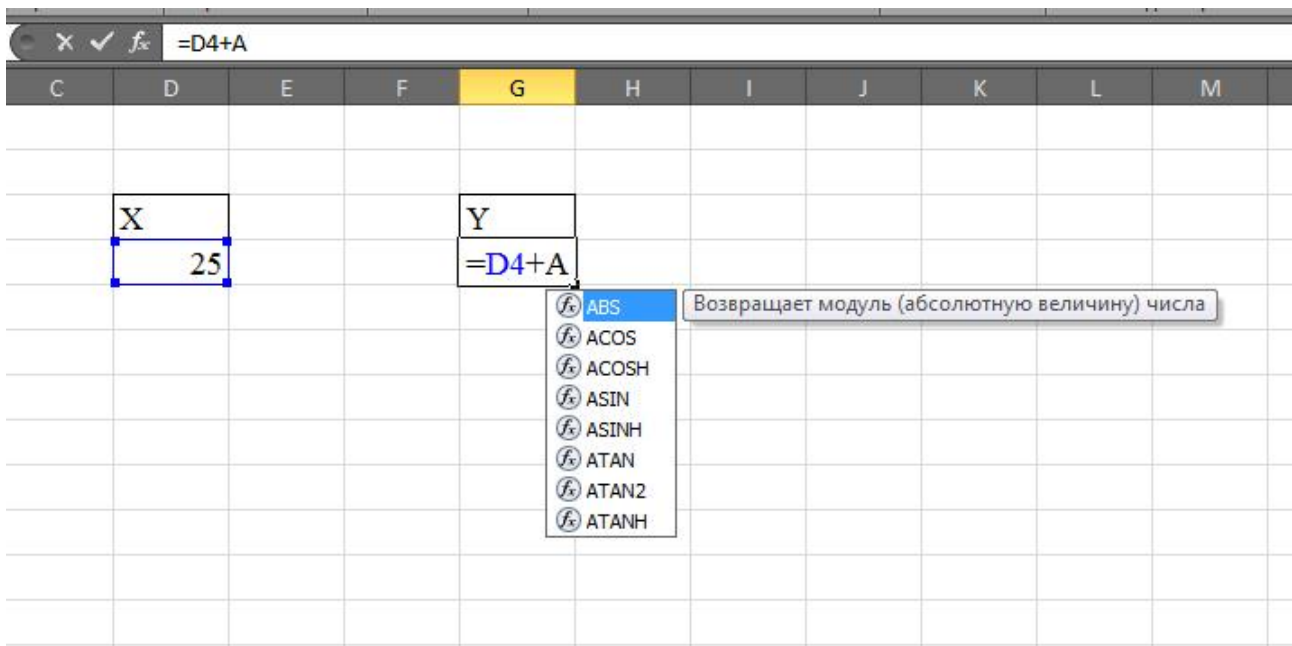 =D4+A
C D E F G H I J K L M
X Y
25 =D4+A
ABS Возвращает модуль (абсолютную величину) числа
ACOS
ACOSH
ASIN
ASINH
ATAN
ATAN2
ATANH